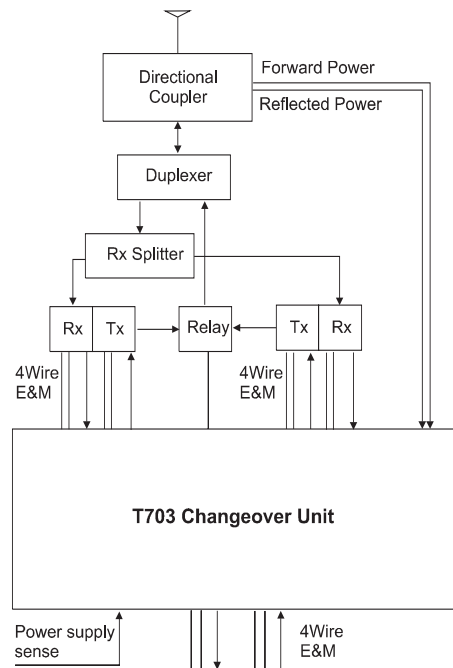 Directional
Coupler
Forward Power
Reflected Power
Duplexer
Rx Splitter
Rx
Tx
Relay
Tx
Rx
4Wire
E&M
4Wire
E&M
T703 Changeover Unit
Power supply
sense
4Wire
E&M